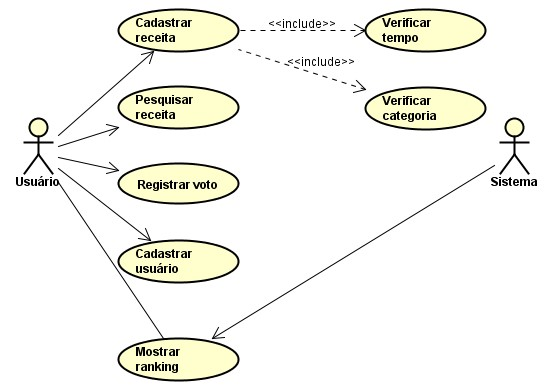 Cadastrar
receita
<<include>>
Verificar
tempo
<<include>>
Pesquisar
receita
Verificar
categoria
Usuário
Registrar voto
Sistema
Cadastrar
usuário
Mostrar
ranking